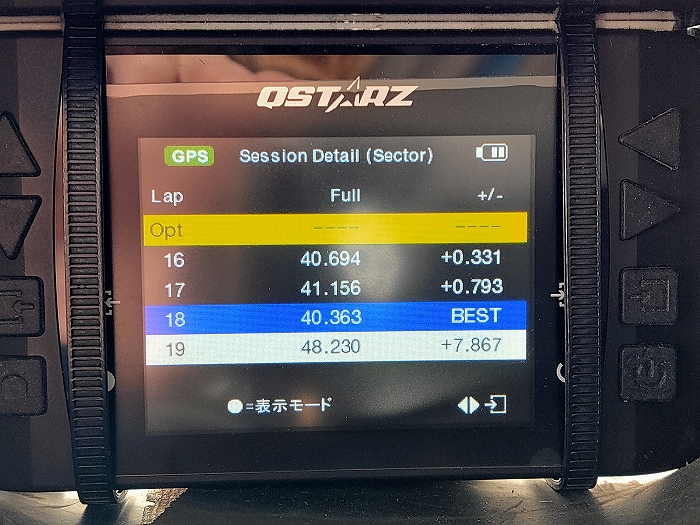 QSTARZ
GPS Session Detail (Sector)
Lap Full +/-
Opt ---- ----
16 40.694 +0.331
17 41.156 +0.793
18 40.363 BEST
19 48.230 +7.867
●=表示モード